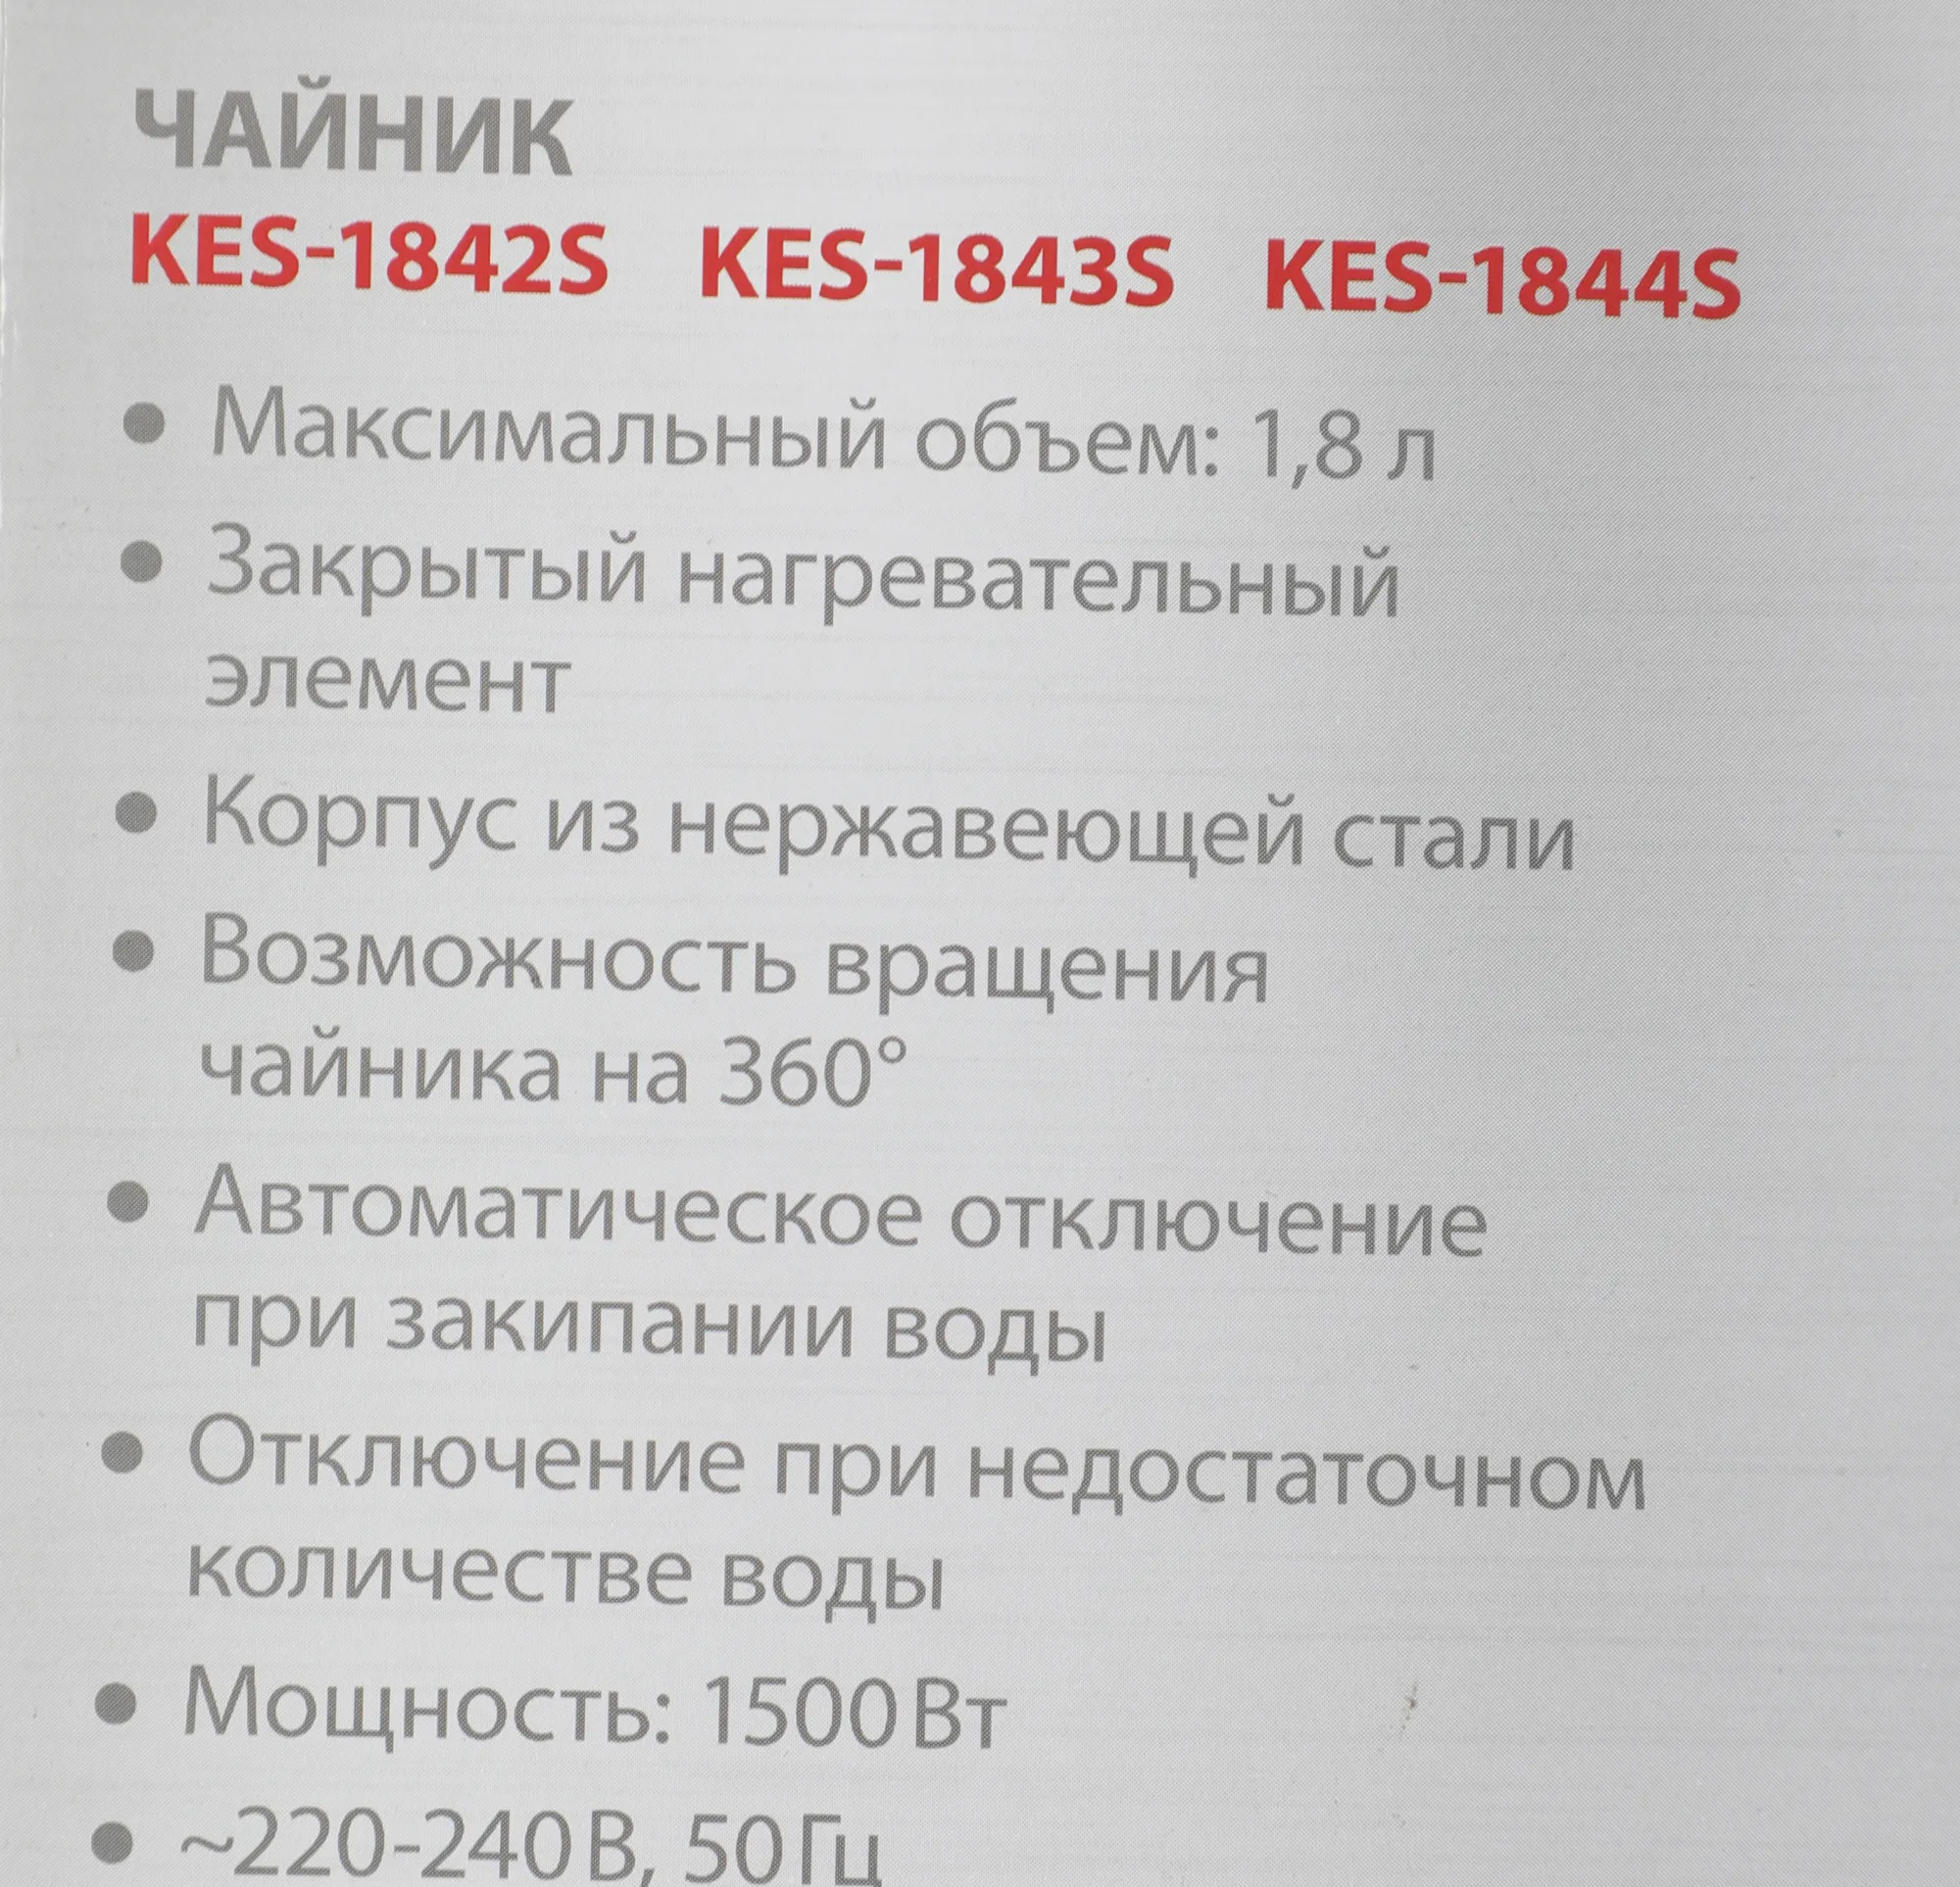 ЧАЙНИК
KES-1842S KES-1843S KES-1844S
• Максимальный объем: 1,8 л
• Закрытый нагревательный
элемент
• Корпус из нержавеющей стали
• Возможность вращения
чайника на 360°
• Автоматическое отключение
при закипании воды
• Отключение при недостаточном
количестве воды
• Мощность: 1500 Вт
• ~220-240 В, 50 Гц